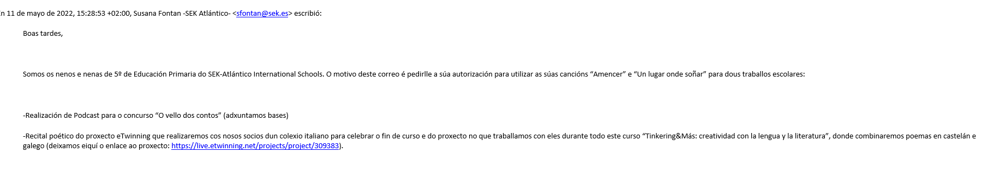 En 11 de mayo de 2022, 15:28:53 +02:00, Susana Fontan -SEK Atlántico- <sfontan@sek.es> escribió:
Boas tardes,
Somos os nenos e nenas de 5º de Educación Primaria do SEK-Atlántico International Schools. O motivo deste correo é pedirlle a súa autorización para utilizar as súas cancións “Amencer” e “Un lugar onde soñar” para dous traballos escolares:
-Realización de Podcast para o concurso “O vello dos contos” (adxuntamos bases)
-Recital poético do proxecto eTwinning que realizaremos cos nosos socios dun colexio italiano para celebrar o fin de curso e do proxecto no que traballamos con eles durante todo este curso “Tinkering&Más: creatividad con la lengua y la literatura”, donde combinaremos poemas en castelán e
galego (deixamos eiquí o enlace ao proxecto: https://live.etwinning.net/projects/project/309383).